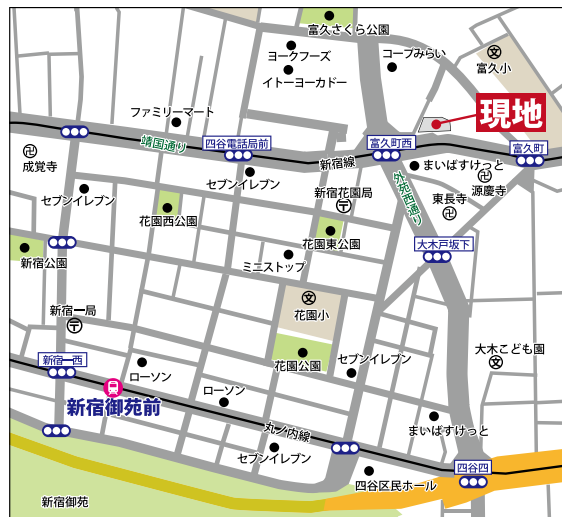 富久さくら公園
ヨークフーズ
イトーヨーカドー
コープみらい
文
富久小
現地
ファミリーマート
靖国通り
四谷電話局前
新宿線
富久町西
富久町
成覚寺
セブンイレブン
セブンイレブン
まいばすけっと
源慶寺
新宿花園局
外苑西通り
東長寺
花園西公園
花園東公園
大木戸坂下
新宿公園
ミニストップ
文
花園小
新宿一局
新宿一西
花園公園
セブンイレブン
大木こども園
文
ローソン
新宿御苑前
ローソン
丸ノ内線
まいばすけっと
セブンイレブン
四谷四
四谷区民ホール
新宿御苑